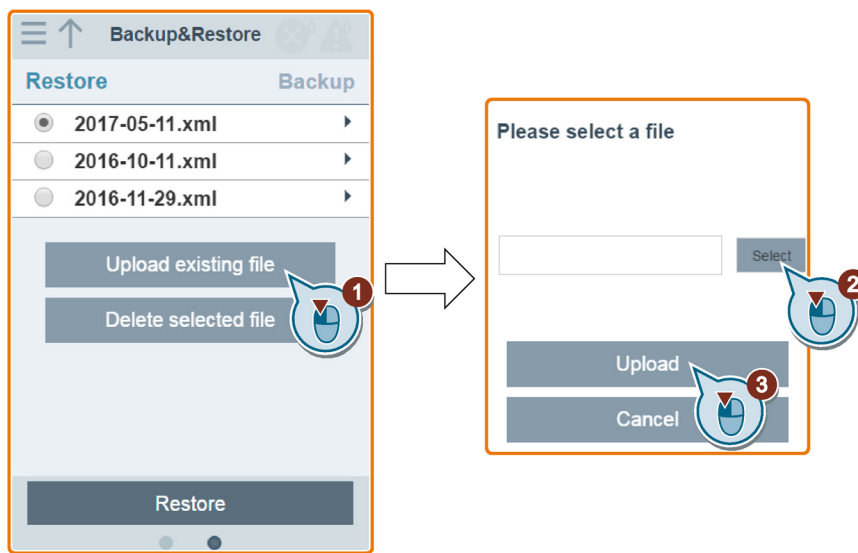 Backup&Restore
Restore Backup
2017-05-11.xml
2016-10-11.xml
2016-11-29.xml
Upload existing file
1
Delete selected file
Restore
Please select a file
Select
2
Upload
3
Cancel